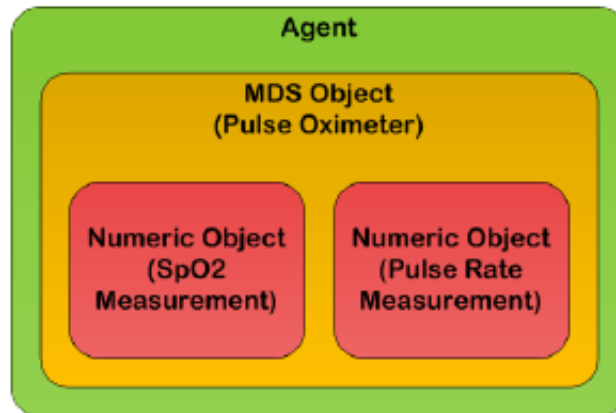 Agent
MDS Object
(Pulse Oximeter)
Numeric Object
(SpO2
Measurement)
Numeric Object
(Pulse Rate
Measurement)